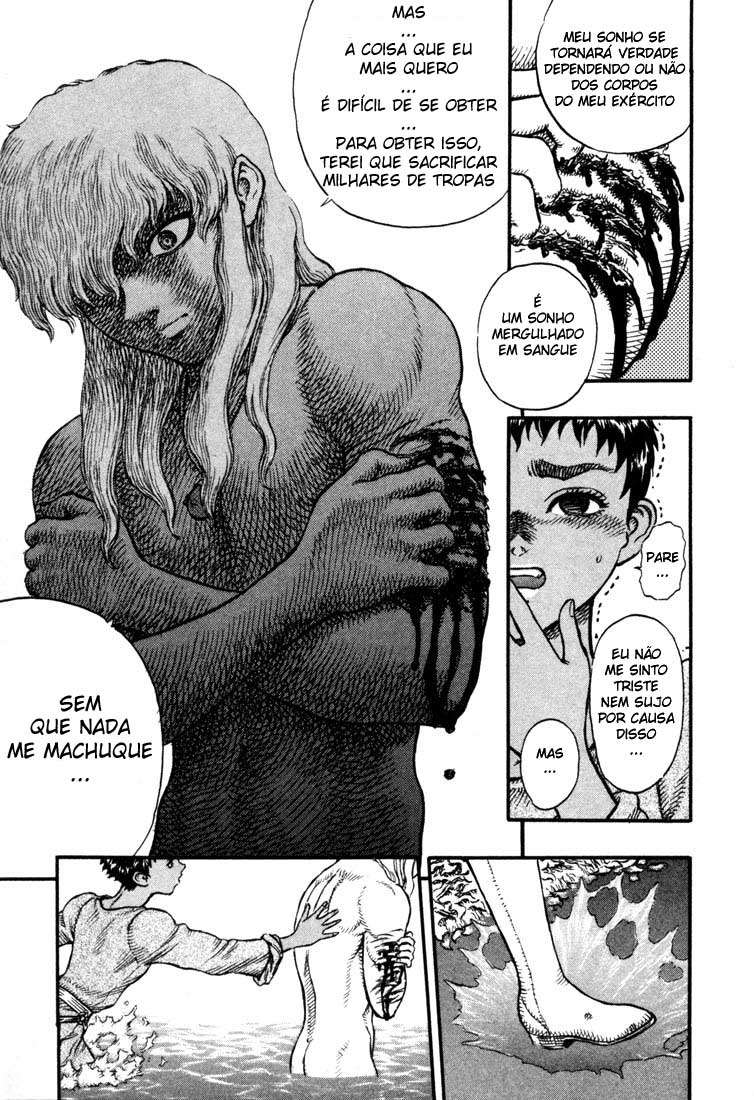 MEU SONHO SE
TORNARÁ VERDADE
DEPENDENDO OU NÃO
DOS CORPOS
DO MEU EXÉRCITO
É
UM SONHO
MERGULHADO
EM SANGUE
PARE
...
EU NÃO
ME SINTO
TRISTE
NEM SUJO
POR CAUSA
DISSO
...
MAS
...
MAS
...
A COISA QUE EU
MAIS QUERO
...
É DIFÍCIL DE SE OBTER
...
PARA OBTER ISSO,
TEREI QUE SACRIFICAR
MILHARES DE TROPAS
SEM
QUE NADA
ME MACHUQUE
...